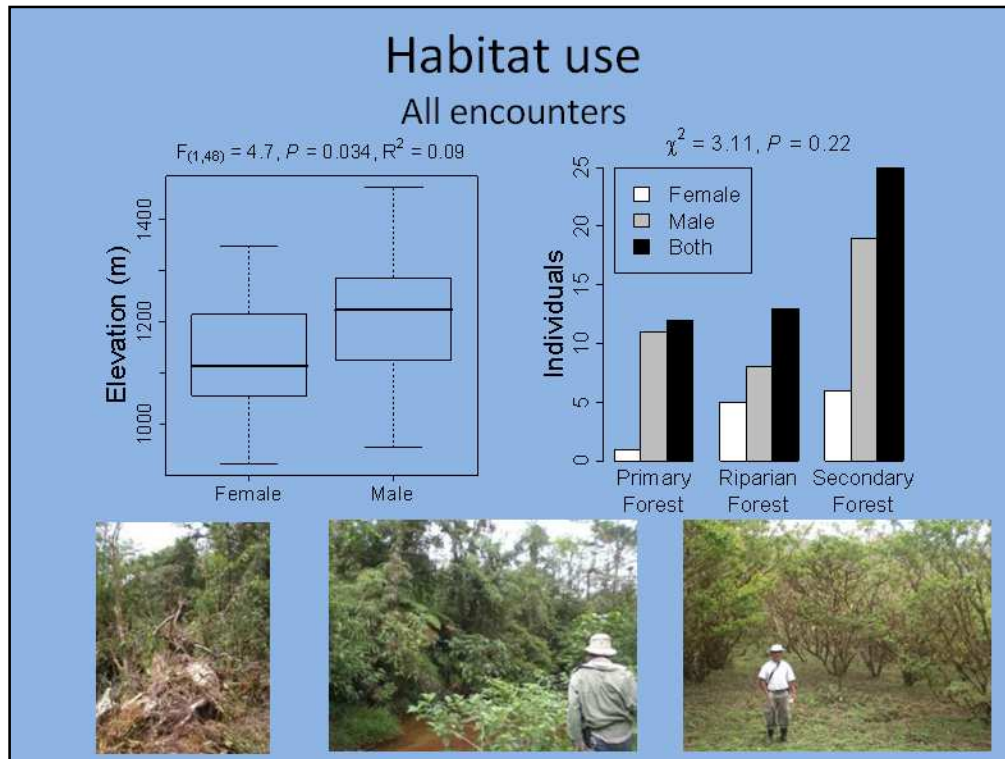 Habitat use
All encounters
F(1,48) = 4.7, P = 0.034, R² = 0.09
Elevation (m)
1400
1200
1000
Female
Male
χ² = 3.11, P = 0.22
Individuals
25
20
15
10
5
0
Female
Male
Both
Primary Forest
Riparian Forest
Secondary Forest